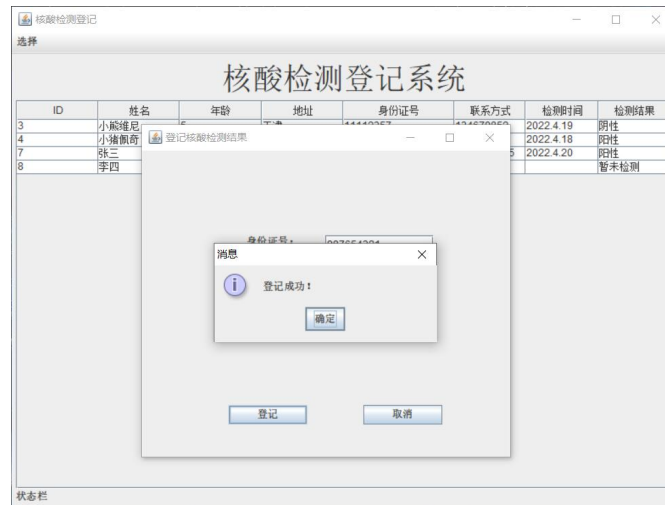 核酸检测登记
选择
核酸检测登记系统
ID 姓名 年龄 地址 身份证号 联系方式 检测时间 检测结果
3 小熊维尼 2022.4.19 阴性
4 小猪佩奇 2022.4.18 阳性
7 张三 5 2022.4.20 阳性
8 李四 暂未检测
登记核酸检测结果
身份证号：
消息
登记成功！
确定
登记 取消
状态栏